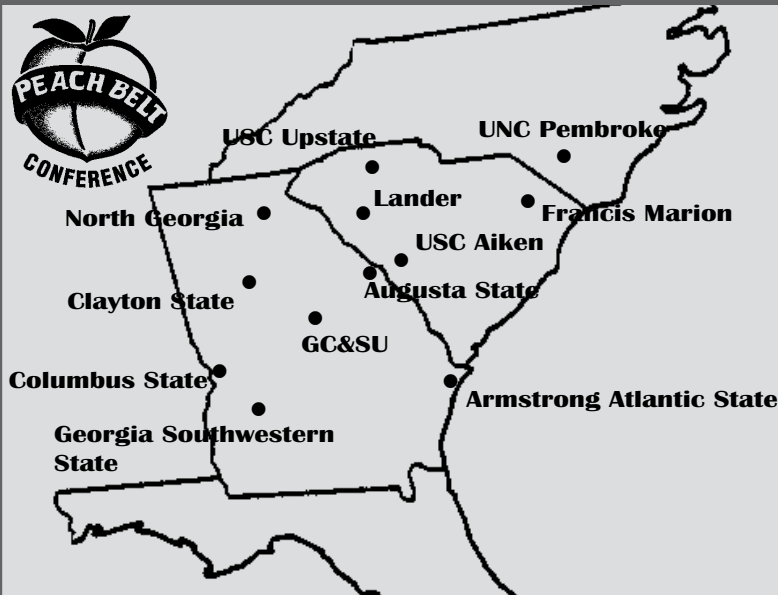 PEACH BELT
CONFERENCE
USC Upstate
UNC Pembroke
Lander
North Georgia
Francis Marion
USC Aiken
Augusta State
Clayton State
GC&SU
Columbus State
Armstrong Atlantic State
Georgia Southwestern
State